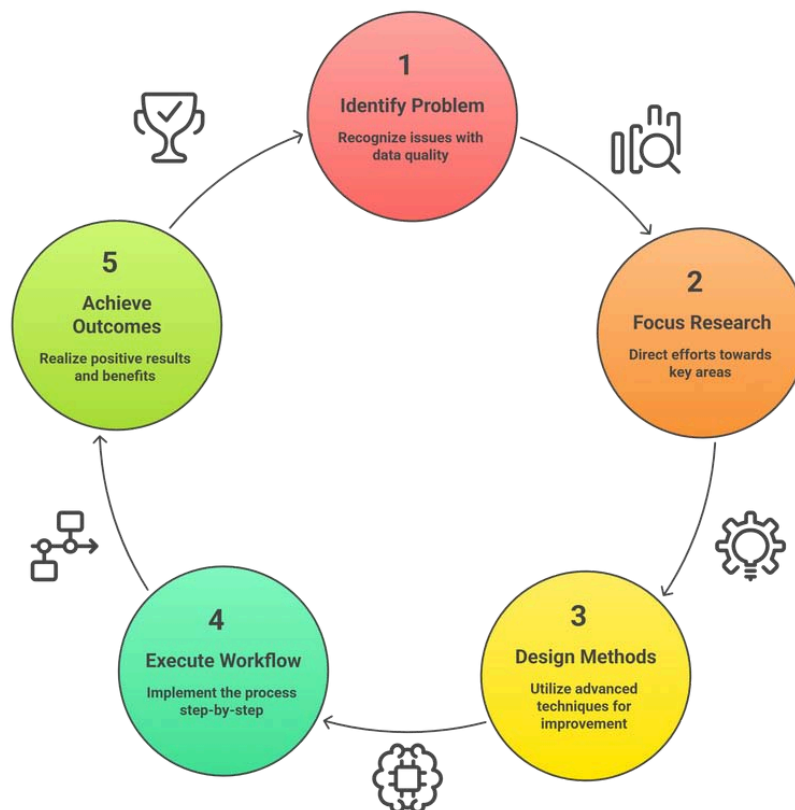 1
Identify Problem
Recognize issues with
data quality
2
Focus Research
Direct efforts towards
key areas
3
Design Methods
Utilize advanced
techniques for
improvement
4
Execute Workflow
Implement the process
step-by-step
5
Achieve
Outcomes
Realize positive results
and benefits